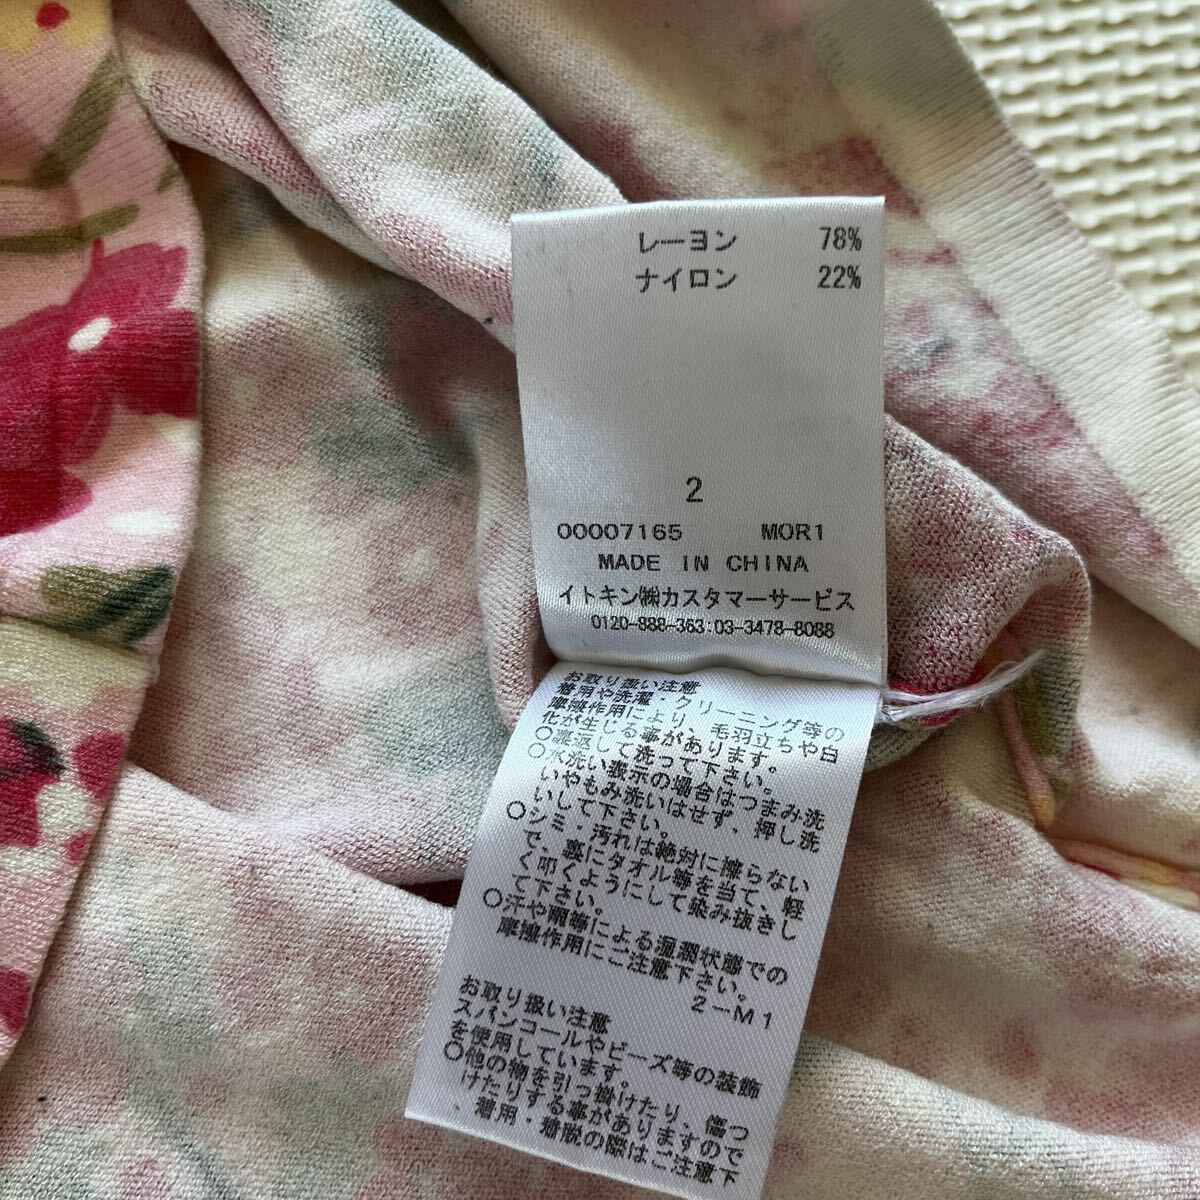 レーヨン 78%
ナイロン 22%
2
00007165 MOR1
MADE IN CHINA
イトキン㈱カスタマーサービス
0120-888-363:03-3478-8088
お取り扱い注意
着用や洗濯・クリーニング等の
摩擦作用により、毛羽立ちや白
化が生じる事があります。
○裏返して洗って下さい。
○水洗い表示の場合はつまみ洗
いやもみ洗いはせず、押し洗
いして下さい。
○シミ・汚れは絶対に擦らない
で、裏にタオル等を当て、軽
く叩くようにして染み抜きし
て下さい。
○汗や雨等による湿潤状態での
摩擦作用にご注意下さい。
2-M1
お取り扱い注意
スパンコールやビーズ等の装飾
を使用しています。
○他の物を引っ掛けたり、傷つ
けたりする事がありますので
、着用・着脱の際はご注意下